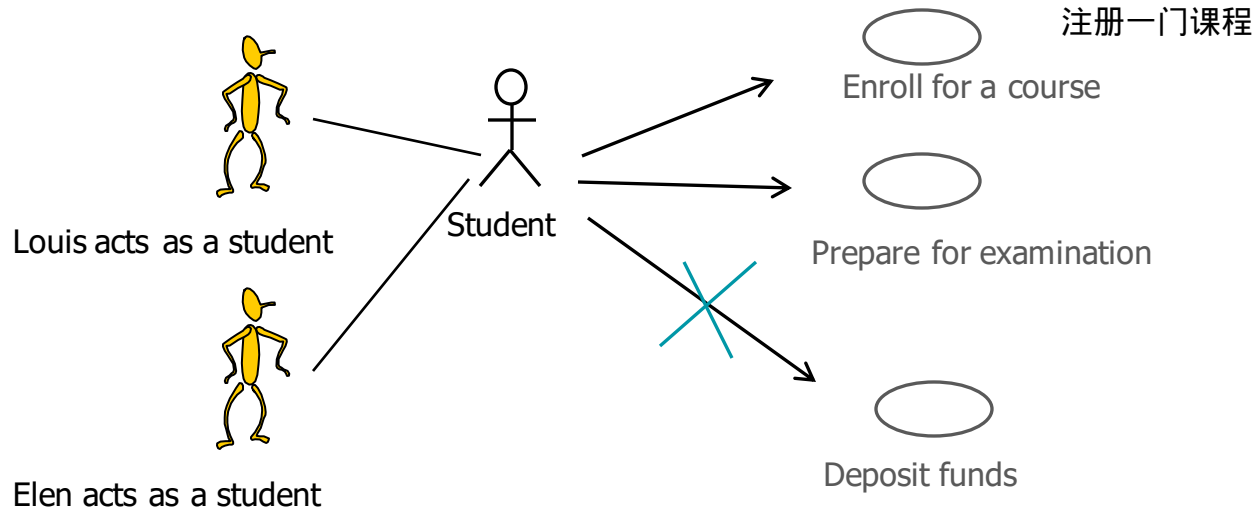 注册一门课程
Enroll for a course
Louis acts as a student
Student
Prepare for examination
Elen acts as a student
Deposit funds